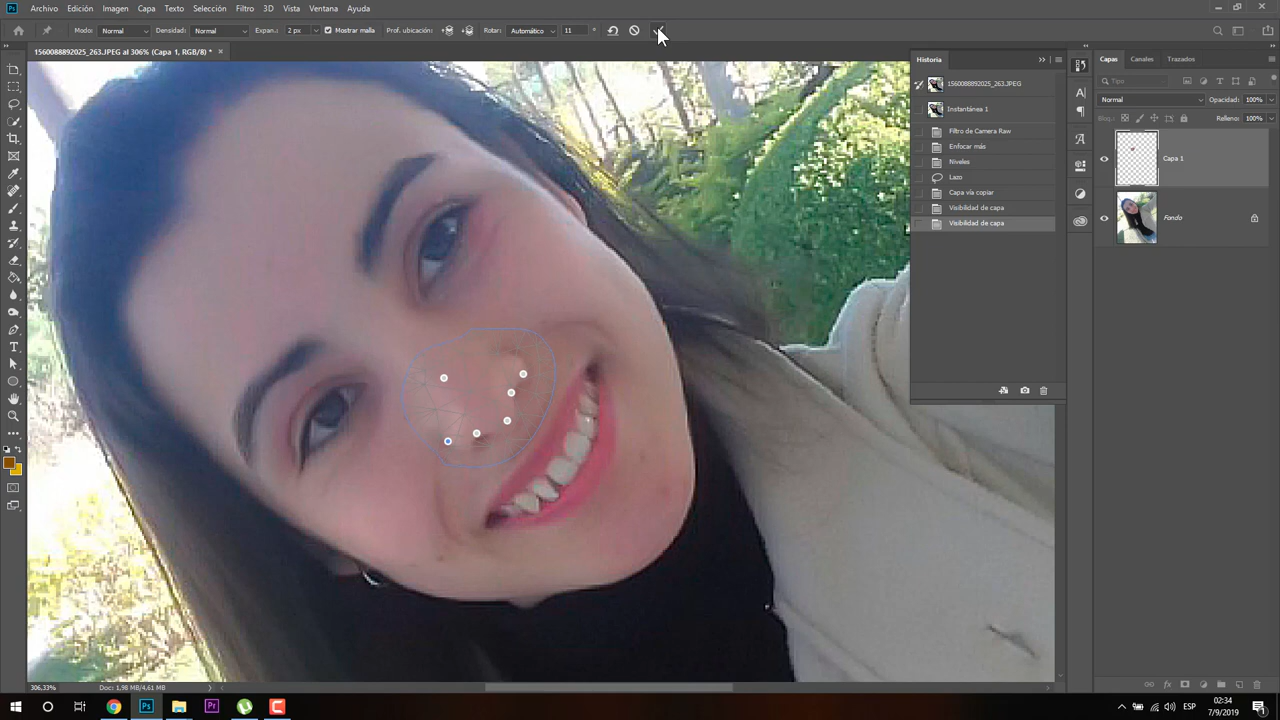 Ps Archivo Edición Imagen Capa Texto Selección Filtro 3D Vista Ventana Ayuda
Modo: Normal Densidad: Normal Expan.: 2 px Mostrar malla Prof. ubicación: Rotar: Automático 11 °
1560088892025_263.JPEG al 306% (Capa 1, RGB/8) * ×
Historia
1560088892025_263.JPEG
Instantánea 1
Filtro de Camera Raw
Enfocar más
Niveles
Lazo
Capa vía copiar
Visibilidad de capa
Visibilidad de capa
Capas Canales Trazados
Tipo
Normal Opacidad: 100%
Bloq.: Relleno: 100%
Capa 1
Fondo
306,33% Doc: 1,98 MB/4,61 MB
Ps Pr ESP 02:34
7/9/2019